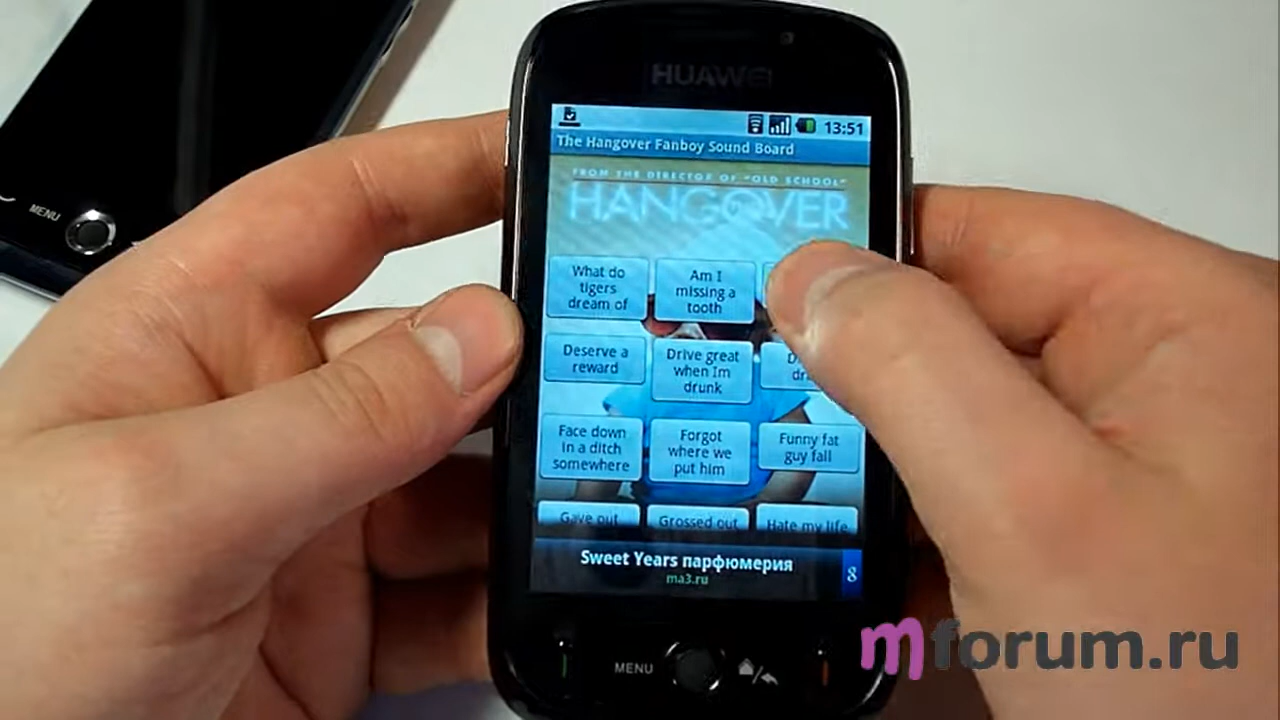 HUAWEI
13:51
The Hangover Fanboy Sound Board
FROM THE DIRECTOR OF "OLD SCHOOL"
HANGOVER
What do
tigers
dream of
Am I
missing a
tooth
Deserve a
reward
Drive great
when Im
drunk
Face down
in a ditch
somewhere
Forgot
where we
put him
Funny fat
guy fall
Gave out
Grossed out
Hate my life
Sweet Years парфюмерия
ma3.ru
8
MENU
MENU
mforum.ru